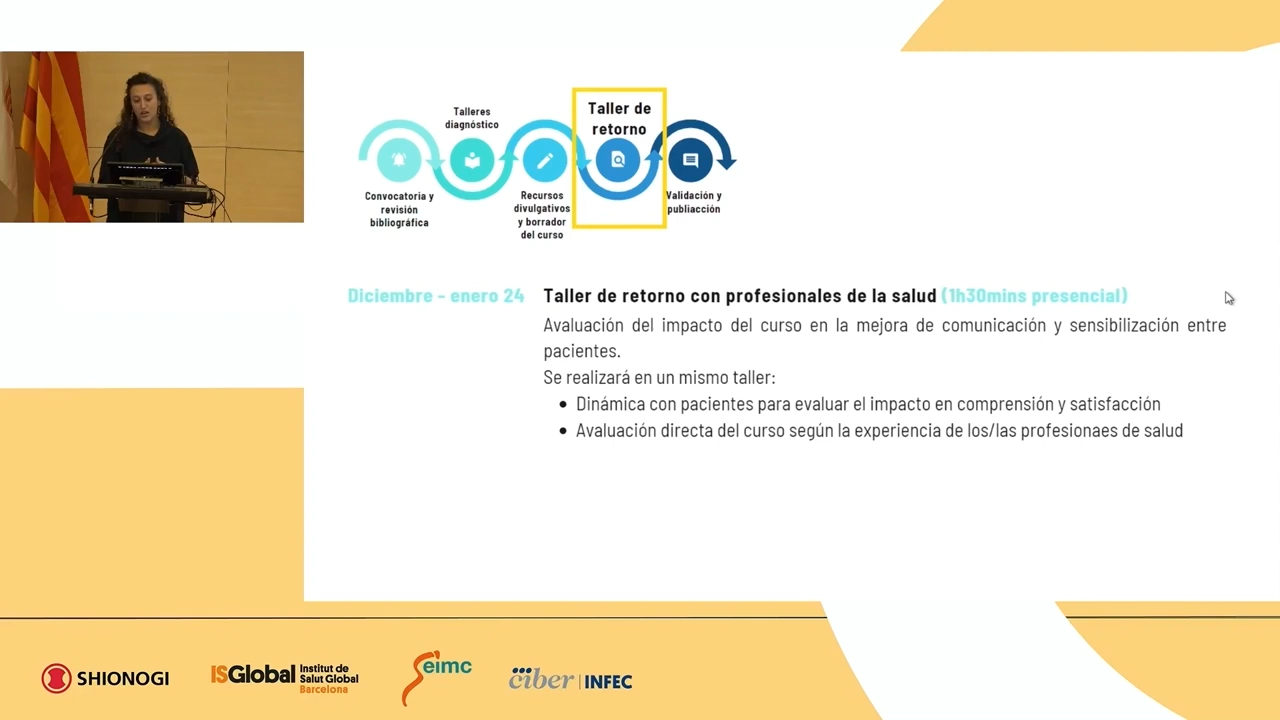 Talleres
diagnóstico
Taller de
retorno
Convocatoria y
revisión
bibliográfica
Recursos
divulgativos
y borrador
del curso
Validación y
publiacción
Diciembre - enero 24
Taller de retorno con profesionales de la salud (1h30mins presencial)
Avaluación del impacto del curso en la mejora de comunicación y sensibilización entre
pacientes.
Se realizará en un mismo taller:
• Dinámica con pacientes para evaluar el impacto en comprensión y satisfacción
• Avaluación directa del curso según la experiencia de los/las profesionaes de salud
SHIONOGI
ISGlobal Institut de
Salut Global
Barcelona
Seimc
ciber | INFEC